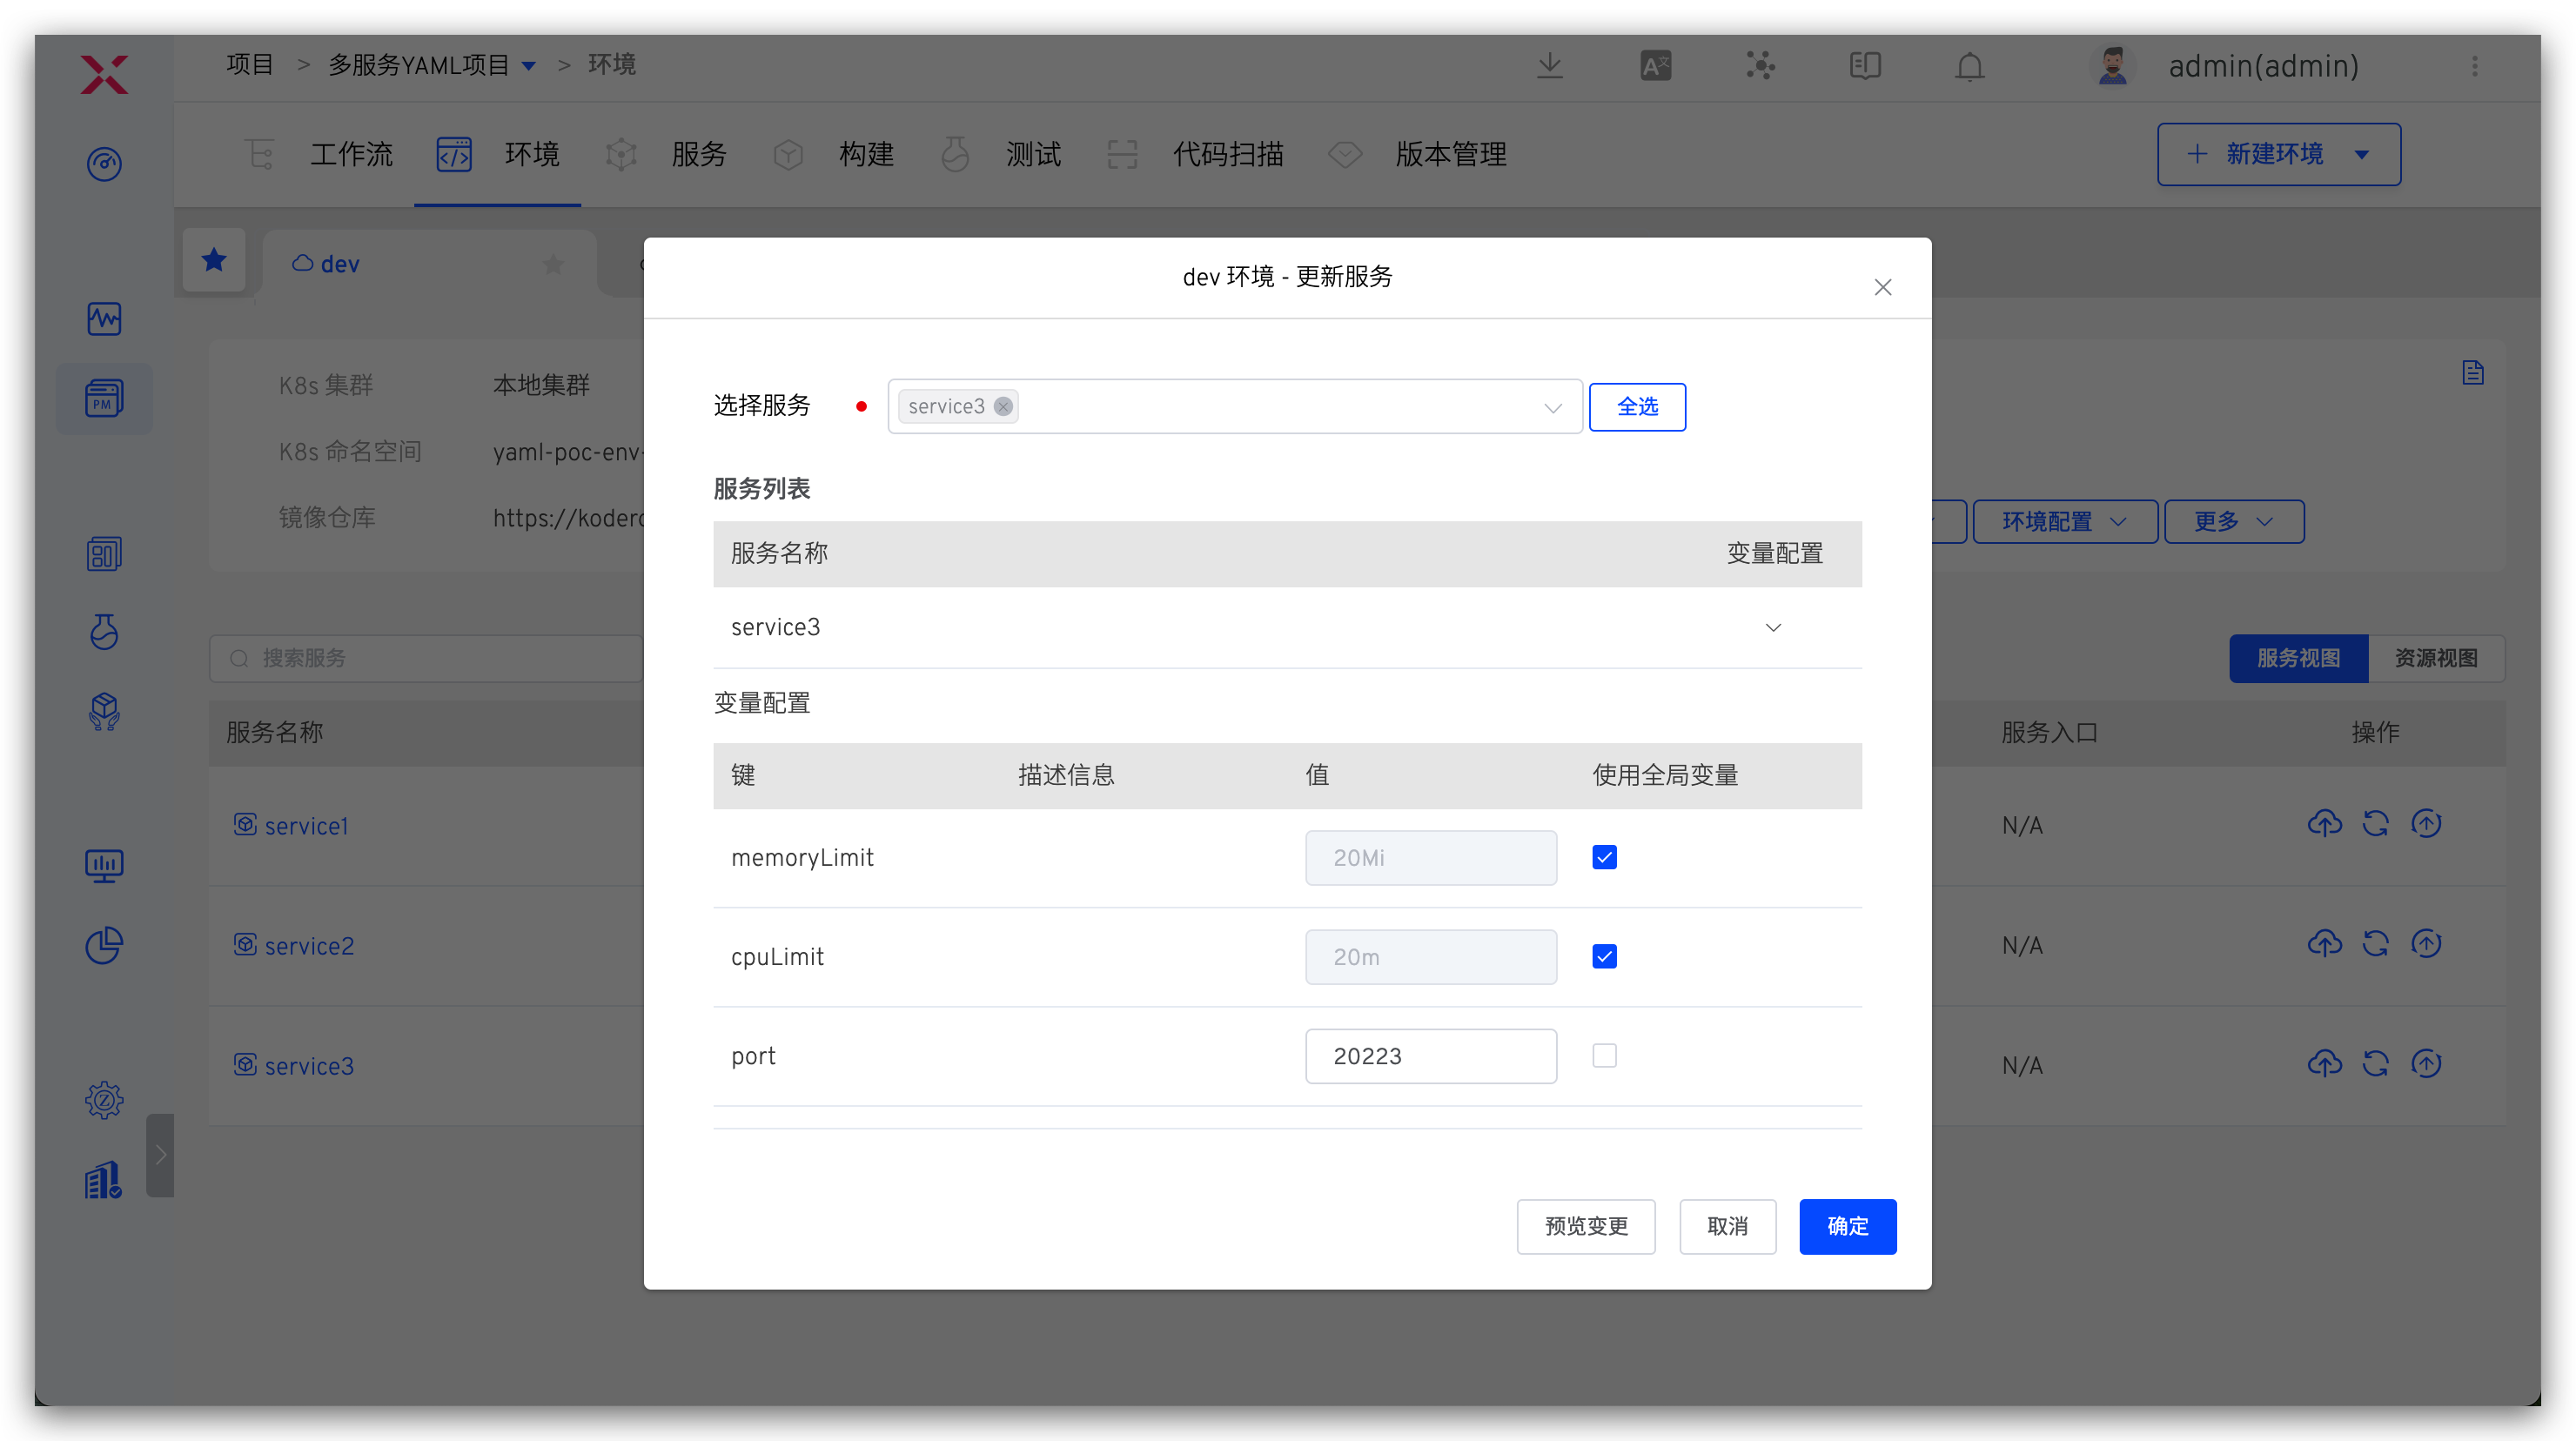 项目 > 多服务YAML项目 > 环境
admin(admin)
工作流 环境 服务 构建 测试 代码扫描 版本管理
+ 新建环境
dev
PM
K8s 集群 本地集群
K8s 命名空间 yaml-poc-env-
镜像仓库 https://koderc
环境配置 更多
搜索服务
服务视图 资源视图
服务名称 服务入口 操作
service1 N/A
service2 N/A
service3 N/A
dev 环境 - 更新服务
选择服务 service3 全选
服务列表
服务名称 变量配置
service3
变量配置
键 描述信息 值 使用全局变量
memoryLimit 20Mi
cpuLimit 20m
port 20223
预览变更 取消 确定